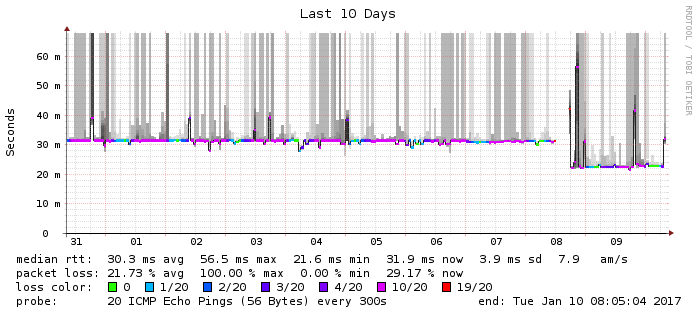 Last 10 Days
RRDTOOL / TOBI OETIKER
Seconds
60 m
50 m
40 m
30 m
20 m
10 m
0
31 01 02 03 04 05 06 07 08 09
median rtt: 30.3 ms avg 56.5 ms max 21.6 ms min 31.9 ms now 3.9 ms sd 7.9 am/s
packet loss: 21.73 % avg 100.00 % max 0.00 % min 29.17 % now
loss color: 0 1/20 2/20 3/20 4/20 10/20 19/20
probe: 20 ICMP Echo Pings (56 Bytes) every 300s end: Tue Jan 10 08:05:04 2017